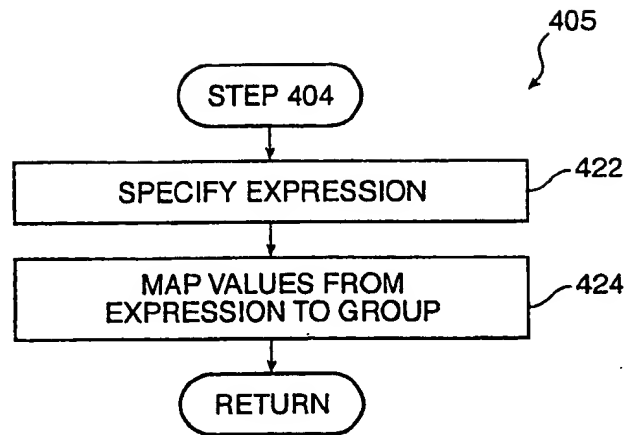 405
STEP 404
SPECIFY EXPRESSION
422
MAP VALUES FROM
EXPRESSION TO GROUP
424
RETURN